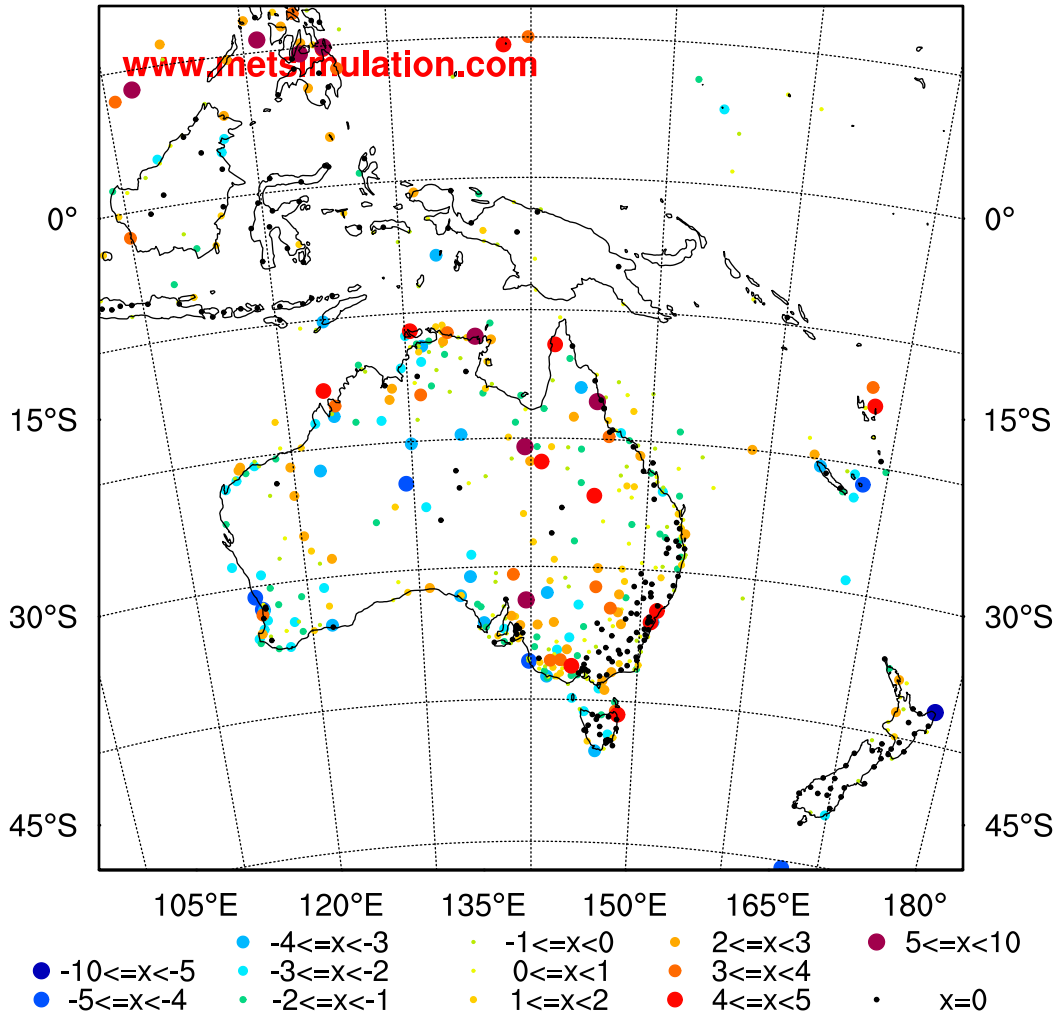 www.metsimulation.com
0° 0°
15°S 15°S
30°S 30°S
45°S 45°S
105°E 120°E 135°E 150°E 165°E 180°
-4<=x<-3 -1<=x<0 2<=x<3 5<=x<10
-10<=x<-5 -3<=x<-2 0<=x<1 3<=x<4
-5<=x<-4 -2<=x<-1 1<=x<2 4<=x<5 x=0